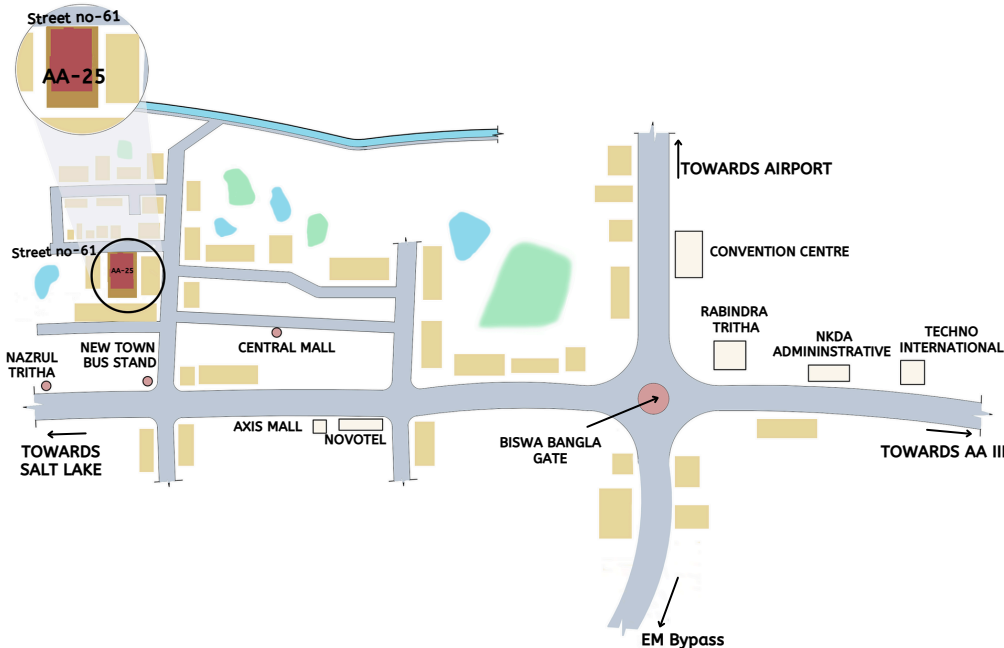 Street no-61
AA-25
TOWARDS AIRPORT
Street no-61
AA-25
CONVENTION CENTRE
RABINDRA
TRITHA
NKDA
ADMININSTRATIVE
TECHNO
INTERNATIONAL
NAZRUL
TRITHA
NEW TOWN
BUS STAND
CENTRAL MALL
AXIS MALL
NOVOTEL
BISWA BANGLA
GATE
TOWARDS
SALT LAKE
TOWARDS AA III
EM Bypass